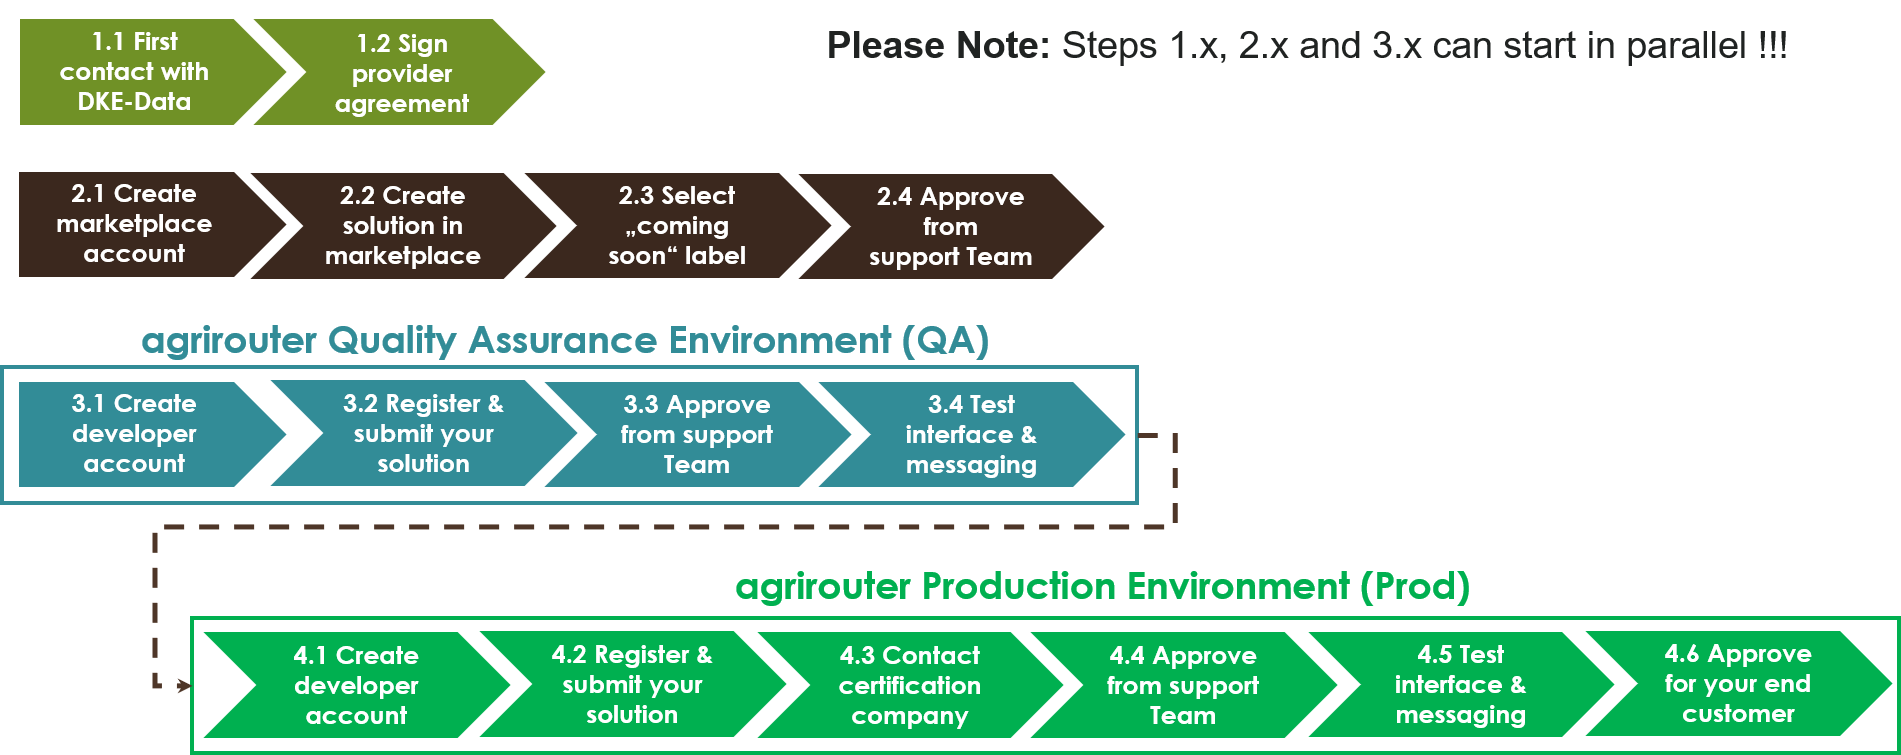 1.1 First
contact with
DKE-Data
1.2 Sign
provider
agreement
Please Note: Steps 1.x, 2.x and 3.x can start in parallel !!!
2.1 Create
marketplace
account
2.2 Create
solution in
marketplace
2.3 Select
„coming
soon“ label
2.4 Approve
from
support Team
agrirouter Quality Assurance Environment (QA)
3.1 Create
developer
account
3.2 Register &
submit your
solution
3.3 Approve
from support
Team
3.4 Test
interface &
messaging
agrirouter Production Environment (Prod)
4.1 Create
developer
account
4.2 Register &
submit your
solution
4.3 Contact
certification
company
4.4 Approve
from support
Team
4.5 Test
interface &
messaging
4.6 Approve
for your end
customer